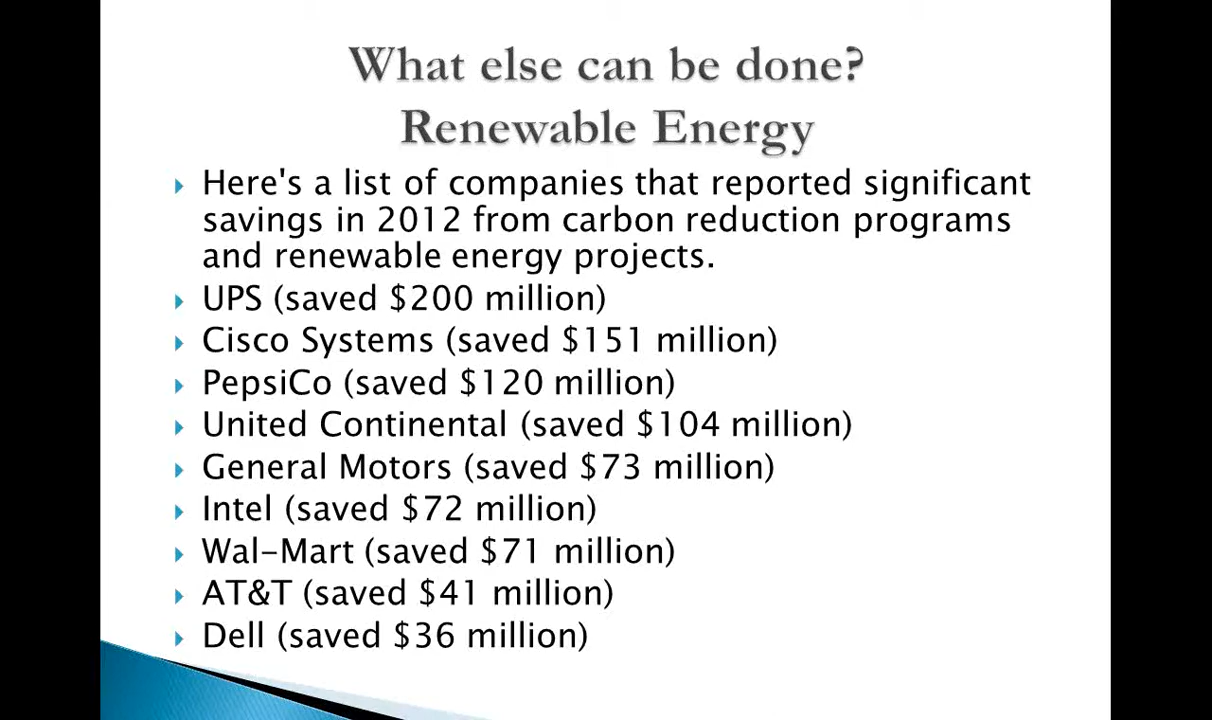 What else can be done?
Renewable Energy
Here's a list of companies that reported significant
savings in 2012 from carbon reduction programs
and renewable energy projects.
UPS (saved $200 million)
Cisco Systems (saved $151 million)
PepsiCo (saved $120 million)
United Continental (saved $104 million)
General Motors (saved $73 million)
Intel (saved $72 million)
Wal-Mart (saved $71 million)
AT&T (saved $41 million)
Dell (saved $36 million)